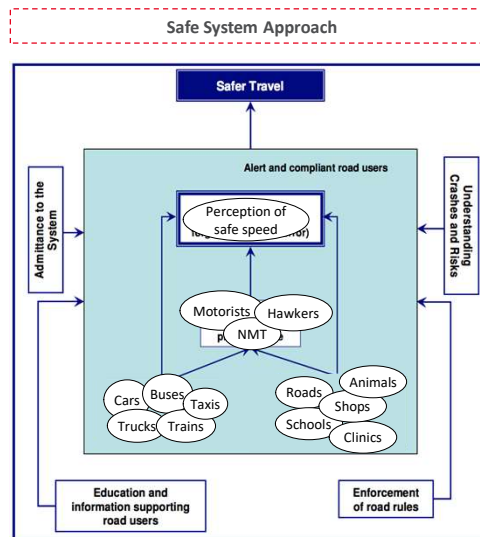 Safe System Approach
Safer Travel
Alert and compliant road users
Admittance to the
System
Understanding
Crashes and Risks
Perception of
safe speed
Motorists
Hawkers
NMT
Cars
Buses
Taxis
Trucks
Trains
Roads
Animals
Shops
Schools
Clinics
Education and
information supporting
road users
Enforcement
of road rules